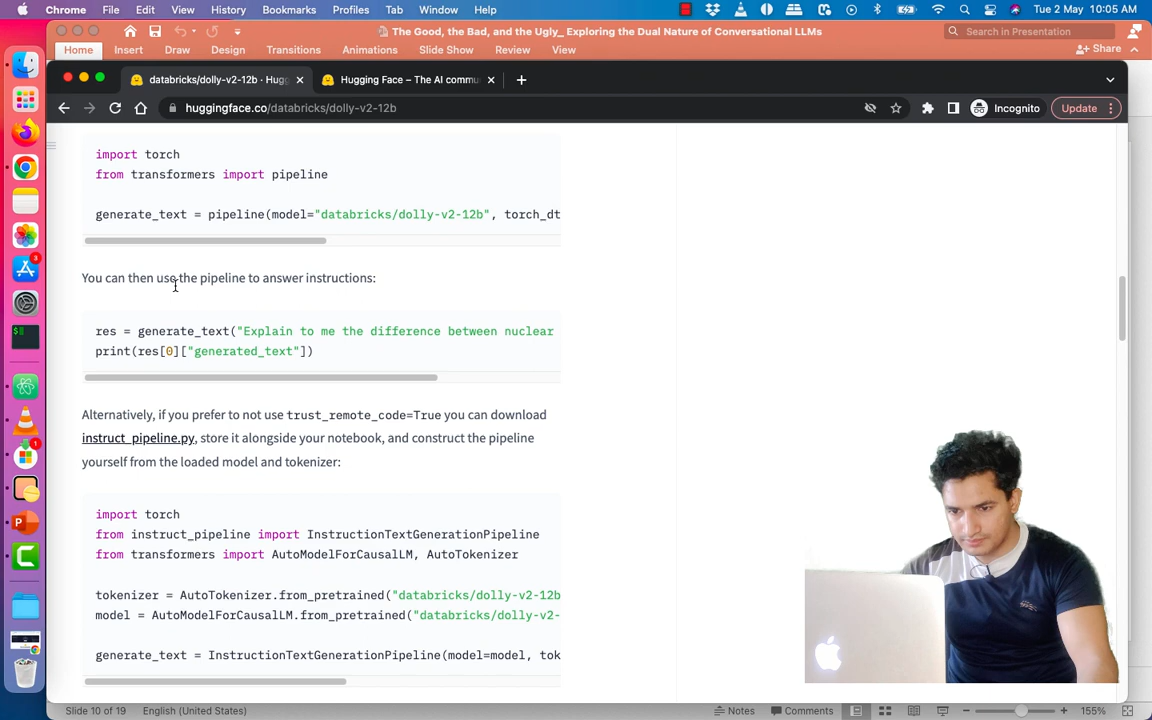 Chrome File Edit View History Bookmarks Profiles Tab Window Help Tue 2 May 10:05 AM
The Good, the Bad, and the Ugly_ Exploring the Dual Nature of Conversational LLMs
Search in Presentation
Home Insert Draw Design Transitions Animations Slide Show Review View
Share
databricks/dolly-v2-12b · Hugg
Hugging Face – The AI commu
huggingface.co/databricks/dolly-v2-12b
Incognito
Update
import torch
from transformers import pipeline
generate_text = pipeline(model="databricks/dolly-v2-12b", torch_dt
You can then use the pipeline to answer instructions:
res = generate_text("Explain to me the difference between nuclear
print(res[0]["generated_text"])
Alternatively, if you prefer to not use trust_remote_code=True you can download
instruct_pipeline.py, store it alongside your notebook, and construct the pipeline
yourself from the loaded model and tokenizer:
import torch
from instruct_pipeline import InstructionTextGenerationPipeline
from transformers import AutoModelForCausalLM, AutoTokenizer
tokenizer = AutoTokenizer.from_pretrained("databricks/dolly-v2-12b
model = AutoModelForCausalLM.from_pretrained("databricks/dolly-v2-
generate_text = InstructionTextGenerationPipeline(model=model, tok
3
1
Slide 10 of 19 English (United States) Notes Comments 155%